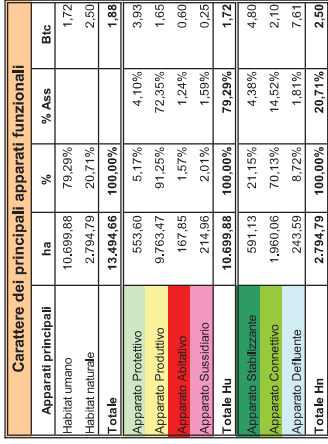 Carattere dei principali apparati funzionali
Apparati principali ha % % Ass Btc
Habitat umano 10.699,88 79,29% 1,72
Habitat naturale 2.794,79 20,71% 2,50
Totale 13.494,66 100,00% 1,88
Apparato Protettivo 553,60 5,17% 4,10% 3,93
Apparato Produttivo 9.763,47 91,25% 72,35% 1,65
Apparato Abitativo 167,85 1,57% 1,24% 0,60
Apparato Sussidiario 214,96 2,01% 1,59% 0,25
Totale Hu 10.699,88 100,00% 79,29% 1,72
Apparato Stabilizzante 591,13 21,15% 4,38% 4,80
Apparato Connettivo 1.960,06 70,13% 14,52% 2,10
Apparato Defluente 243,59 8,72% 1,81% 7,61
Totale Hn 2.794,79 100,00% 20,71% 2,50